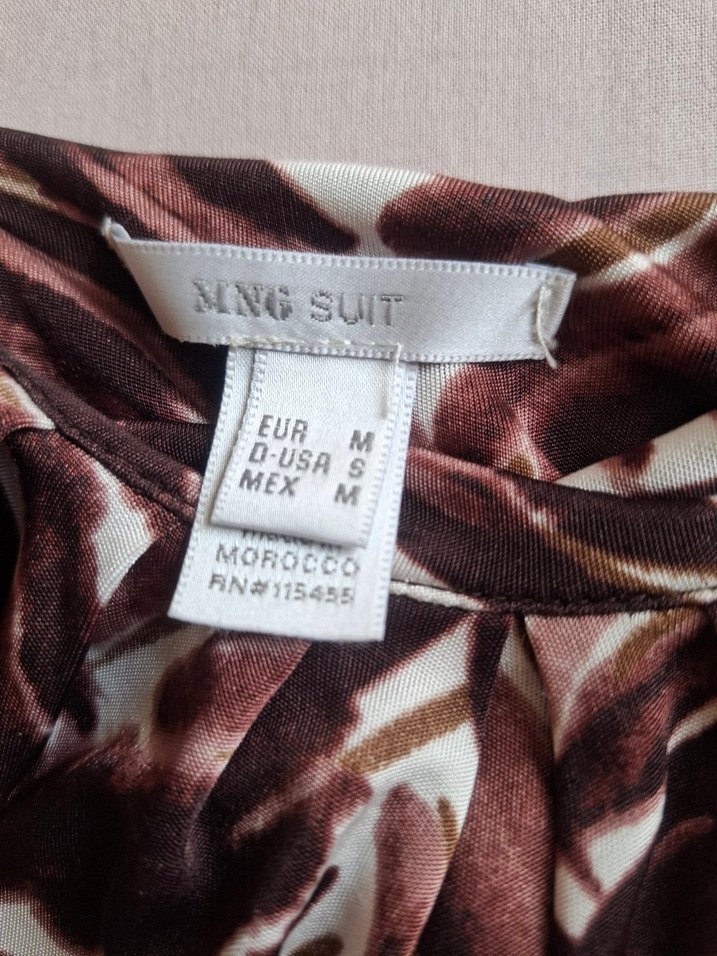 MNG SUIT
EUR M
D-USA S
MEX M
MOROCCO
RN#115455